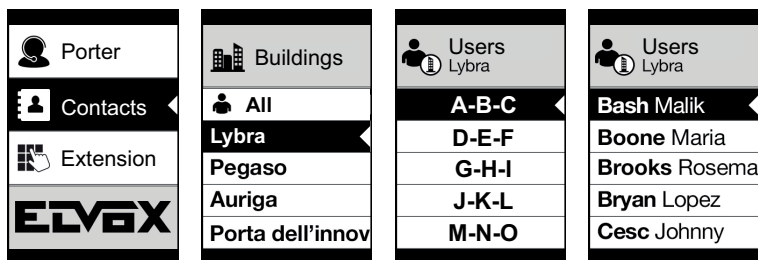 Porter
Contacts
Extension
ELVOX
Buildings
All
Lybra
Pegaso
Auriga
Porta dell'innov
Users
Lybra
A-B-C
D-E-F
G-H-I
J-K-L
M-N-O
Users
Lybra
Bash Malik
Boone Maria
Brooks Rosema
Bryan Lopez
Cesc Johnny